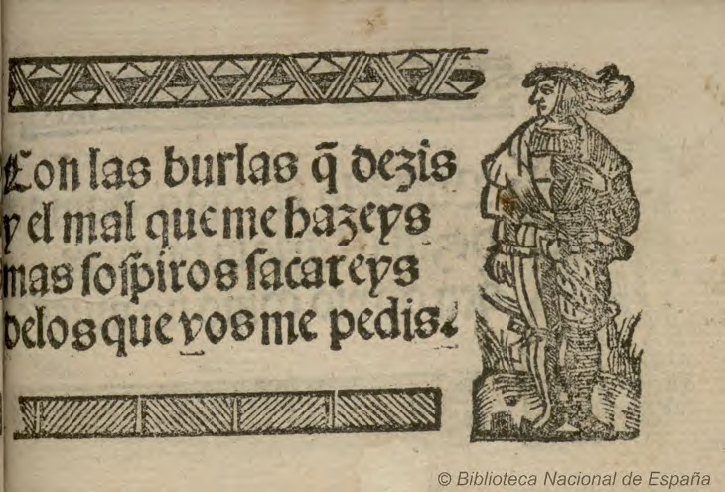 Con las burlas q̃ dezis
y el mal que me hazeys
mas sospiros sacareys
delos que vos me pedis.
© Biblioteca Nacional de España